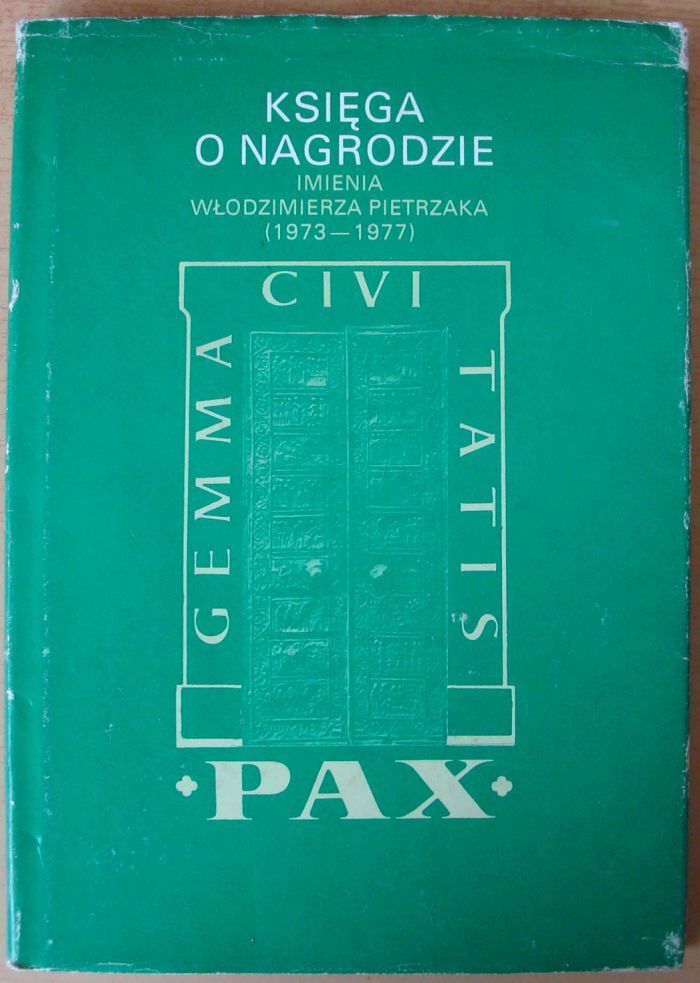 KSIĘGA
O NAGRODZIE
IMIENIA
WŁODZIMIERZA PIETRZAKA
(1973—1977)
GEMMA
CIVI
TATIS
PAX